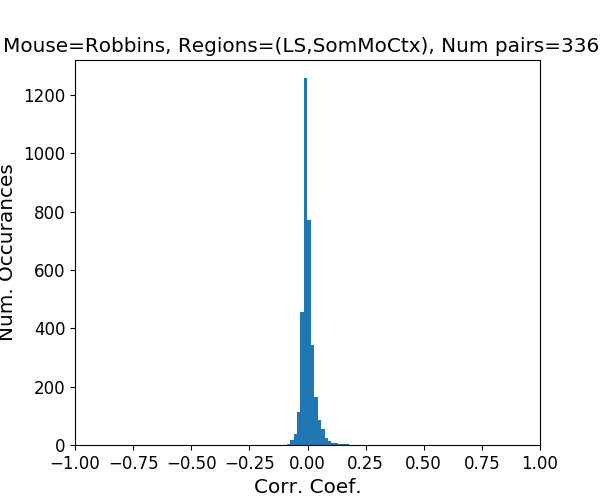 Mouse=Robbins, Regions=(LS,SomMoCtx), Num pairs=336
Num. Occurances
1200
1000
800
600
400
200
0
−1.00 −0.75 −0.50 −0.25 0.00 0.25 0.50 0.75 1.00
Corr. Coef.